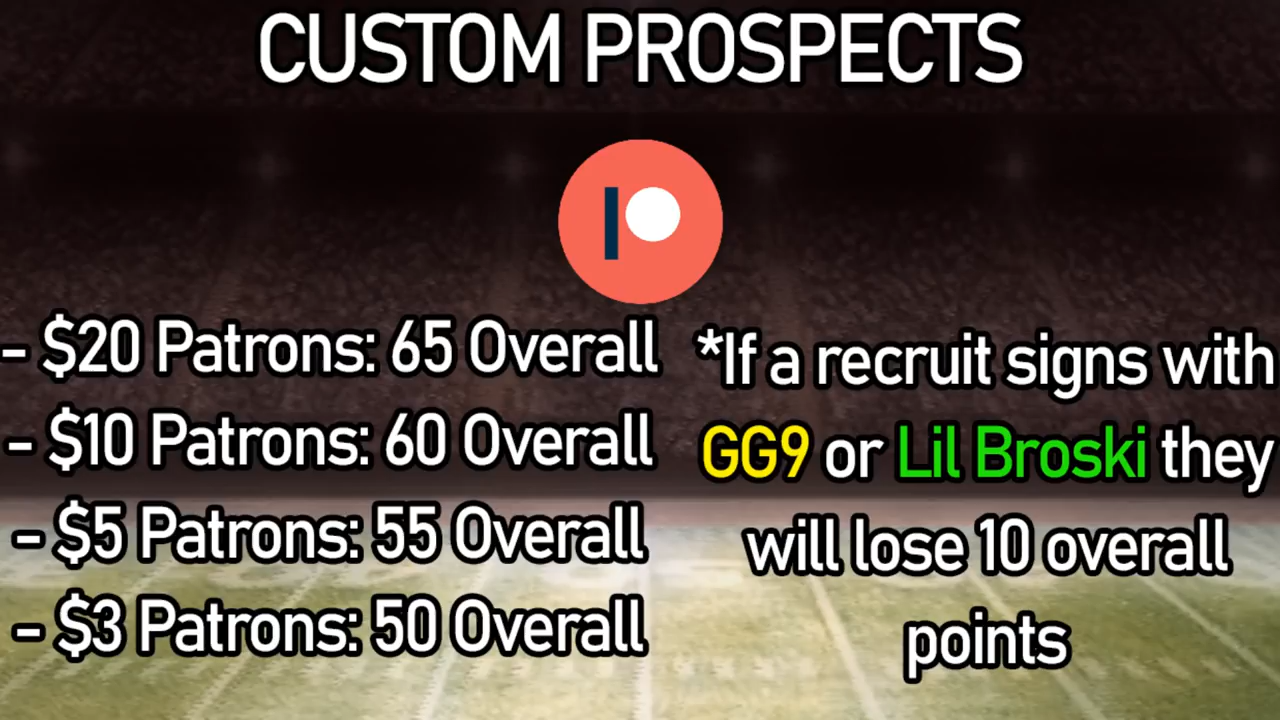 CUSTOM PROSPECTS
- $20 Patrons: 65 Overall
- $10 Patrons: 60 Overall
- $5 Patrons: 55 Overall
- $3 Patrons: 50 Overall
*If a recruit signs with
GG9 or Lil Broski they
will lose 10 overall
points